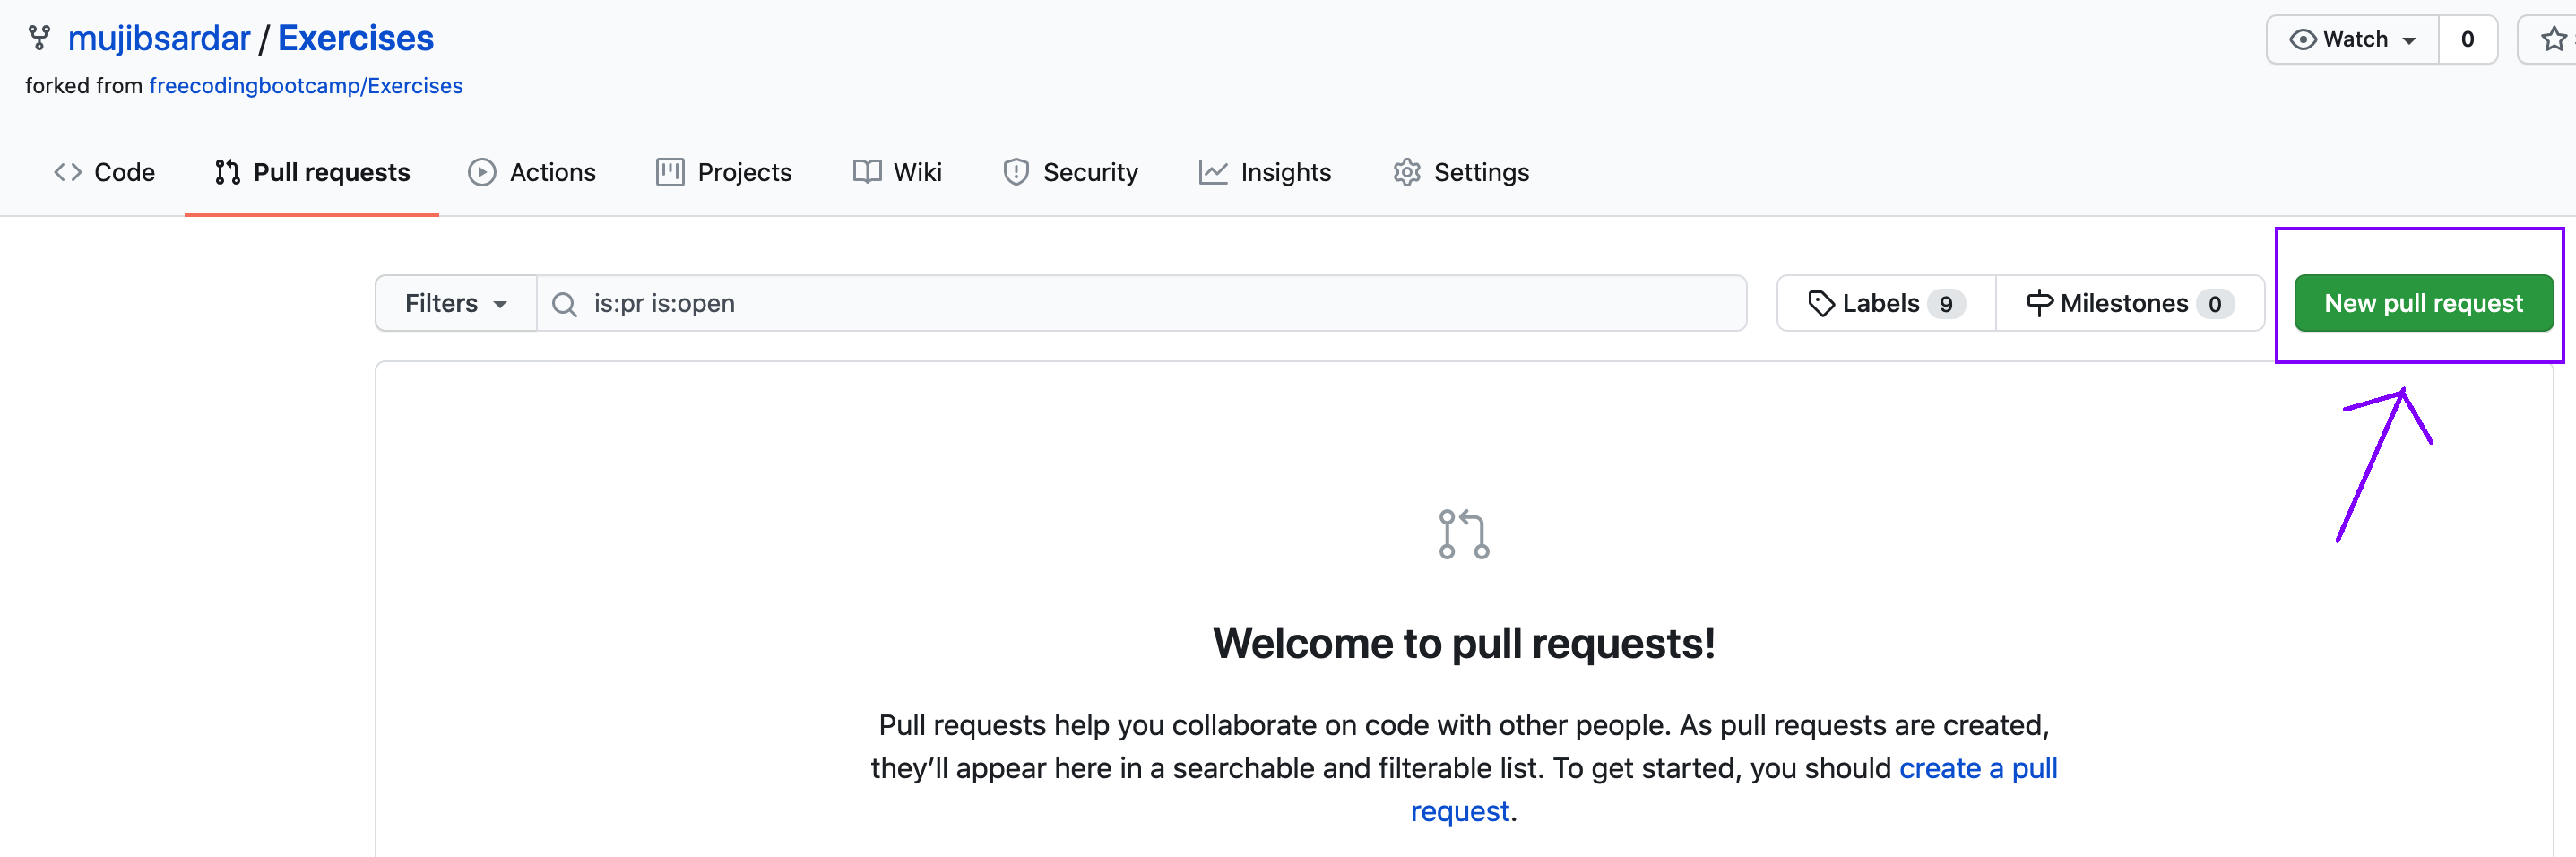 mujibsardar / Exercises
Watch 0
forked from freecodingbootcamp/Exercises
Code Pull requests Actions Projects Wiki Security Insights Settings
Filters is:pr is:open Labels 9 Milestones 0 New pull request
Welcome to pull requests!
Pull requests help you collaborate on code with other people. As pull requests are created,
they’ll appear here in a searchable and filterable list. To get started, you should create a pull
request.